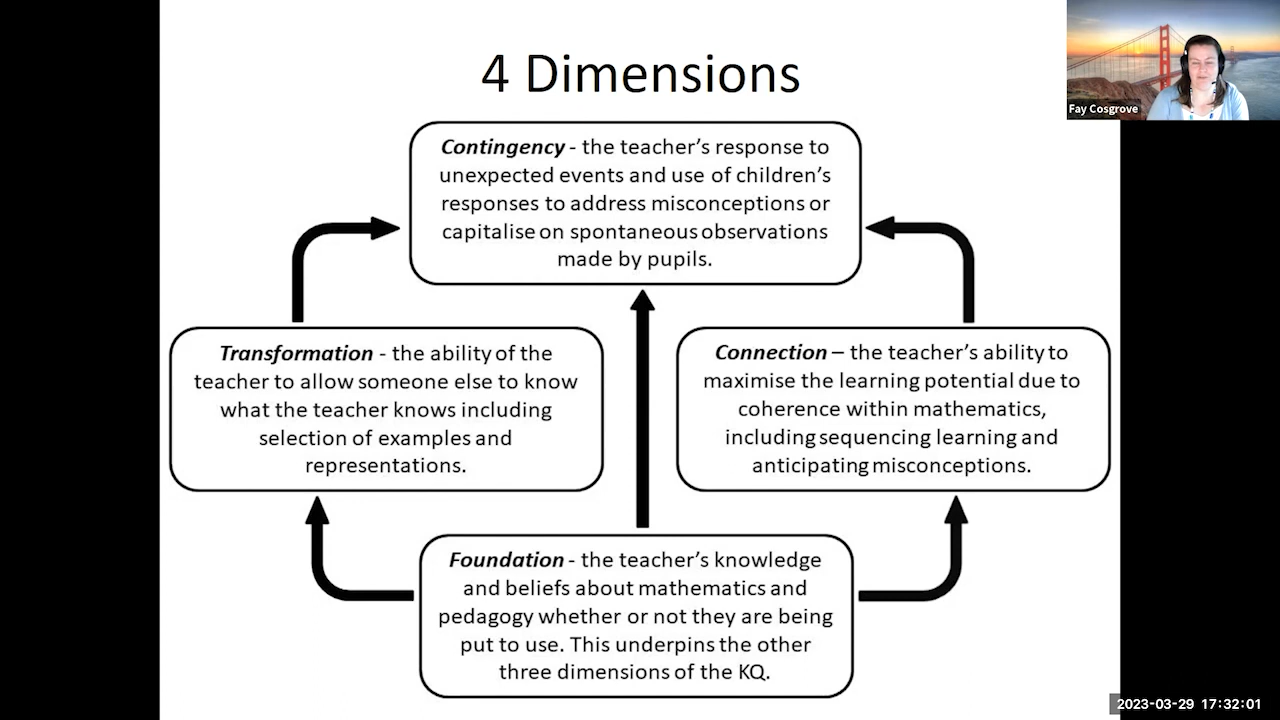 4 Dimensions
Fay Cosgrove
Contingency - the teacher's response to
unexpected events and use of children's
responses to address misconceptions or
capitalise on spontaneous observations
made by pupils.
Transformation - the ability of the
teacher to allow someone else to know
what the teacher knows including
selection of examples and
representations.
Connection – the teacher's ability to
maximise the learning potential due to
coherence within mathematics,
including sequencing learning and
anticipating misconceptions.
Foundation - the teacher's knowledge
and beliefs about mathematics and
pedagogy whether or not they are being
put to use. This underpins the other
three dimensions of the KQ.
2023-03-29 17:32:01